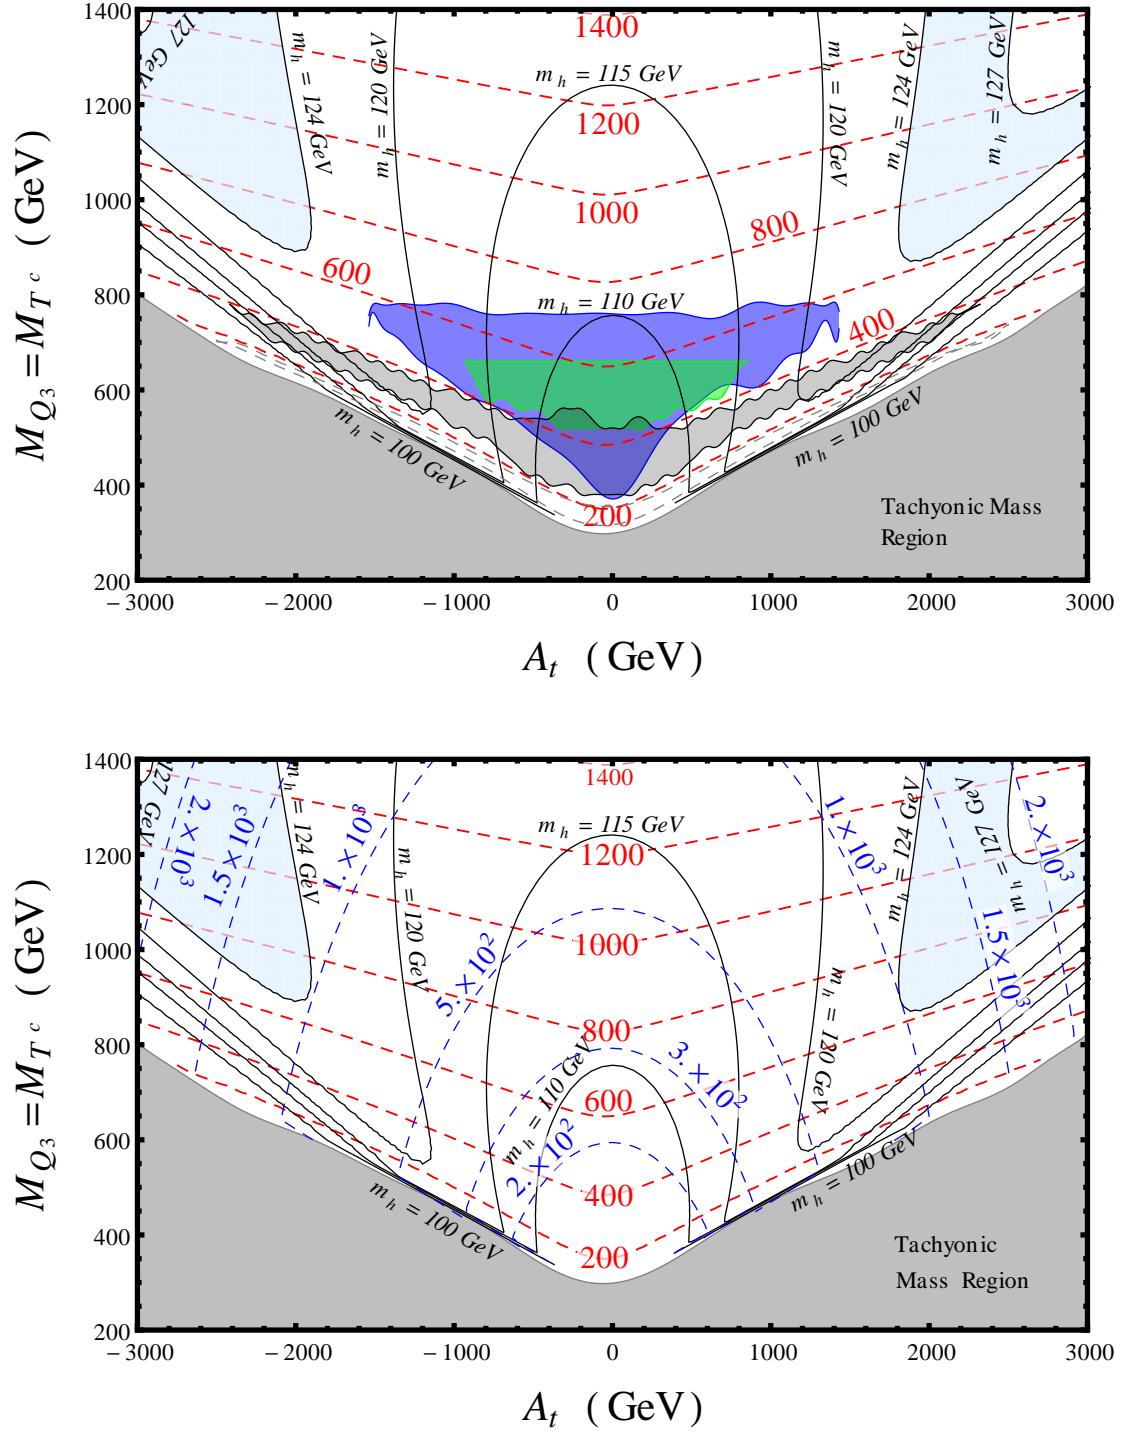 1400
1200
1000
800
600
400
200
M_{Q_3} = M_{T^c} ( GeV )
127 GeV
m_h = 124 GeV
m_h = 120 GeV
m_h = 115 GeV
m_h = 110 GeV
m_h = 120 GeV
m_h = 124 GeV
m_h = 127 GeV
1400
1200
1000
800
600
400
200
m_h = 100 GeV
m_h = 100 GeV
Tachyonic Mass
Region
−3000 −2000 −1000 0 1000 2000 3000
A_t ( GeV )
1400
1200
1000
800
600
400
200
M_{Q_3} = M_{T^c} ( GeV )
127 GeV
2.×10^3
1.5×10^3
m_h = 124 GeV
1.×10^3
m_h = 120 GeV
m_h = 115 GeV
5.×10^2
m_h = 110 GeV
3.×10^2
2.×10^2
1.×10^3
m_h = 120 GeV
m_h = 124 GeV
m_h = 127 GeV
1.5×10^3
2.×10^3
1400
1200
1000
800
600
400
200
m_h = 100 GeV
m_h = 100 GeV
Tachyonic
Mass Region
−3000 −2000 −1000 0 1000 2000 3000
A_t ( GeV )